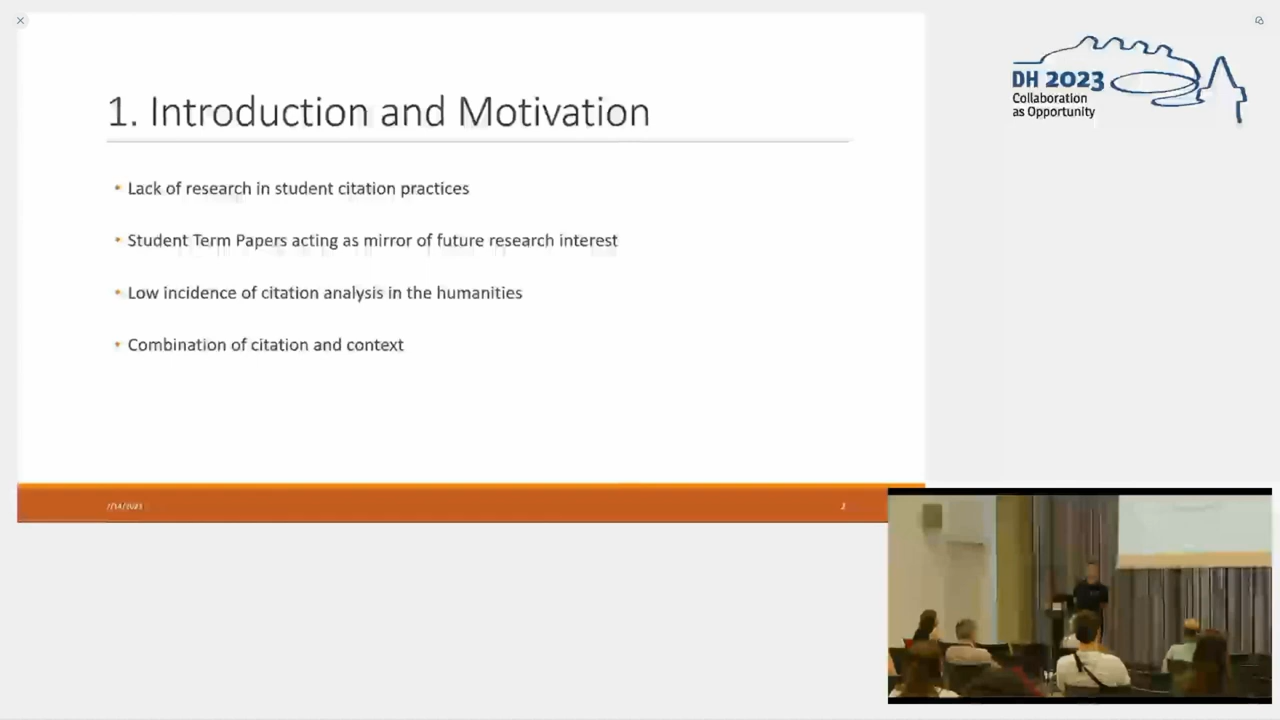 1. Introduction and Motivation
• Lack of research in student citation practices
• Student Term Papers acting as mirror of future research interest
• Low incidence of citation analysis in the humanities
• Combination of citation and context
DH 2023
Collaboration
as Opportunity